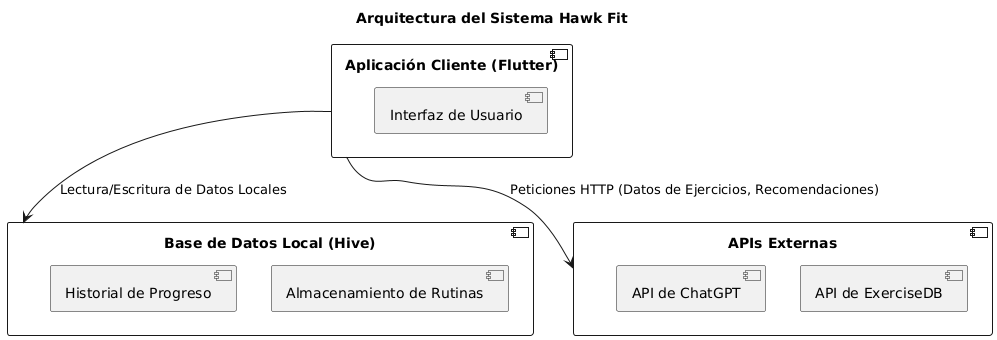 Arquitectura del Sistema Hawk Fit
Aplicación Cliente (Flutter)
Interfaz de Usuario
Lectura/Escritura de Datos Locales
Peticiones HTTP (Datos de Ejercicios, Recomendaciones)
Base de Datos Local (Hive)
Historial de Progreso
Almacenamiento de Rutinas
APIs Externas
API de ChatGPT
API de ExerciseDB